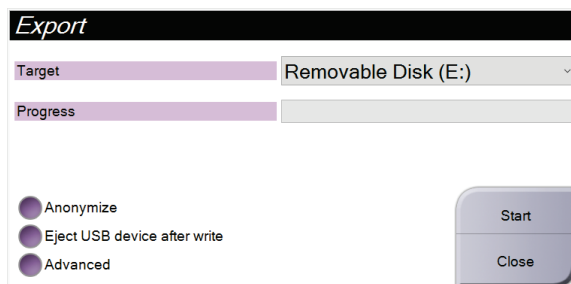 Export
Target
Removable Disk (E:)
Progress
Anonymize
Eject USB device after write
Advanced
Start
Close